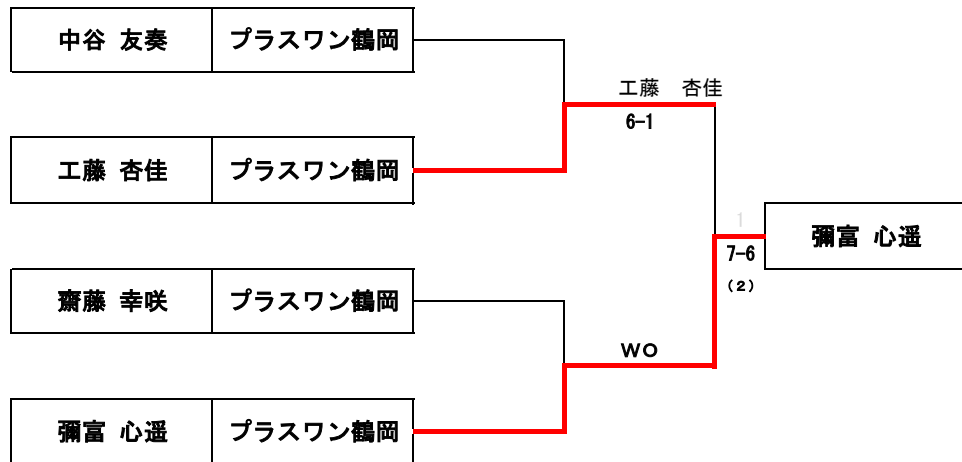 中谷 友奏 プラスワン鶴岡
工藤 杏佳
6-1
工藤 杏佳 プラスワン鶴岡
1
7-6
(2)
彌富 心遥
齋藤 幸咲 プラスワン鶴岡
WO
彌富 心遥 プラスワン鶴岡